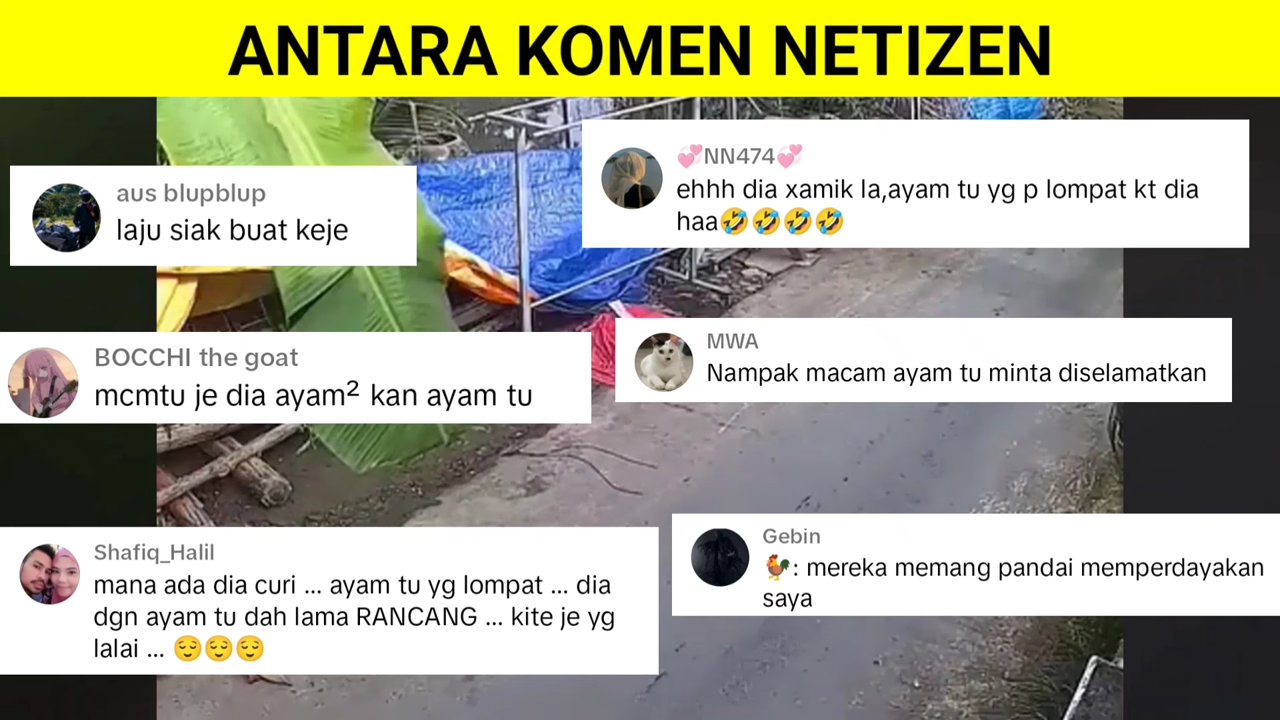 ANTARA KOMEN NETIZEN
aus blupblup
laju siak buat keje
💞NN474💞
ehhh dia xamik la,ayam tu yg p lompat kt dia
haa🤣🤣🤣🤣
BOCCHI the goat
mcmtu je dia ayam² kan ayam tu
MWA
Nampak macam ayam tu minta diselamatkan
Shafiq_Halil
mana ada dia curi ... ayam tu yg lompat ... dia
dgn ayam tu dah lama RANCANG ... kite je yg
lalai ... 😌😌😌
Gebin
🐓: mereka memang pandai memperdayakan
saya